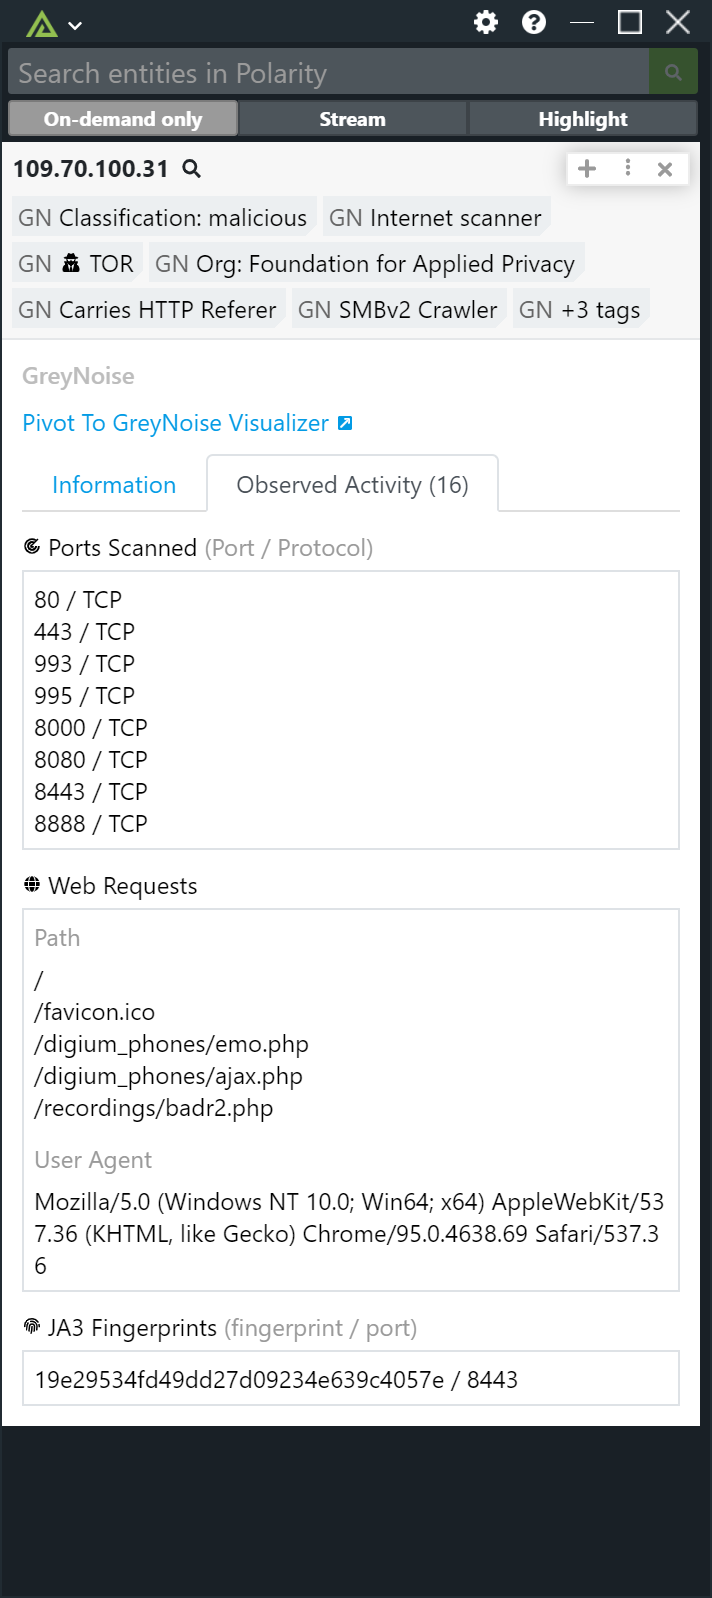 Search entities in Polarity
On-demand only Stream Highlight
109.70.100.31
GN Classification: malicious GN Internet scanner
GN TOR GN Org: Foundation for Applied Privacy
GN Carries HTTP Referer GN SMBv2 Crawler GN +3 tags
GreyNoise
Pivot To GreyNoise Visualizer
Information Observed Activity (16)
Ports Scanned (Port / Protocol)
80 / TCP
443 / TCP
993 / TCP
995 / TCP
8000 / TCP
8080 / TCP
8443 / TCP
8888 / TCP
Web Requests
Path
/
/favicon.ico
/digium_phones/emo.php
/digium_phones/ajax.php
/recordings/badr2.php
User Agent
Mozilla/5.0 (Windows NT 10.0; Win64; x64) AppleWebKit/53
7.36 (KHTML, like Gecko) Chrome/95.0.4638.69 Safari/537.3
6
JA3 Fingerprints (fingerprint / port)
19e29534fd49dd27d09234e639c4057e / 8443